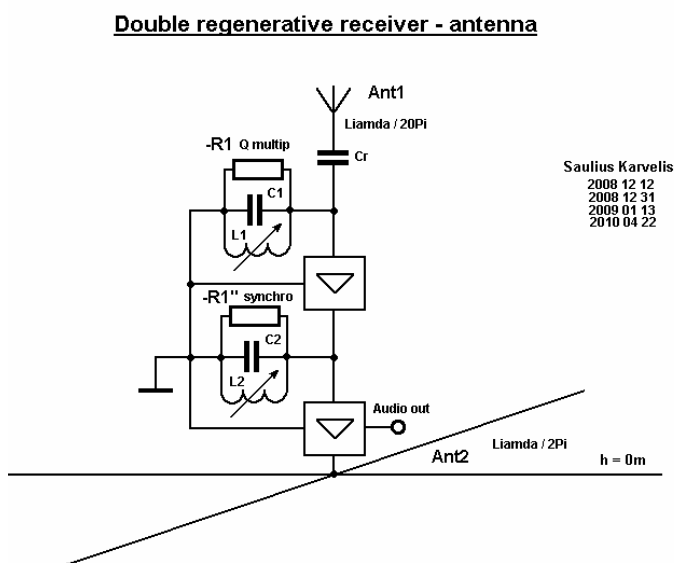 Double regenerative receiver - antenna
Ant1
Liamda / 20Pi
-R1 Q multip
Cr
Saulius Karvelis
2008 12 12
2008 12 31
2009 01 13
2010 04 22
C1
L1
-R1" synchro
C2
L2
Audio out
Liamda / 2Pi
Ant2
h = 0m